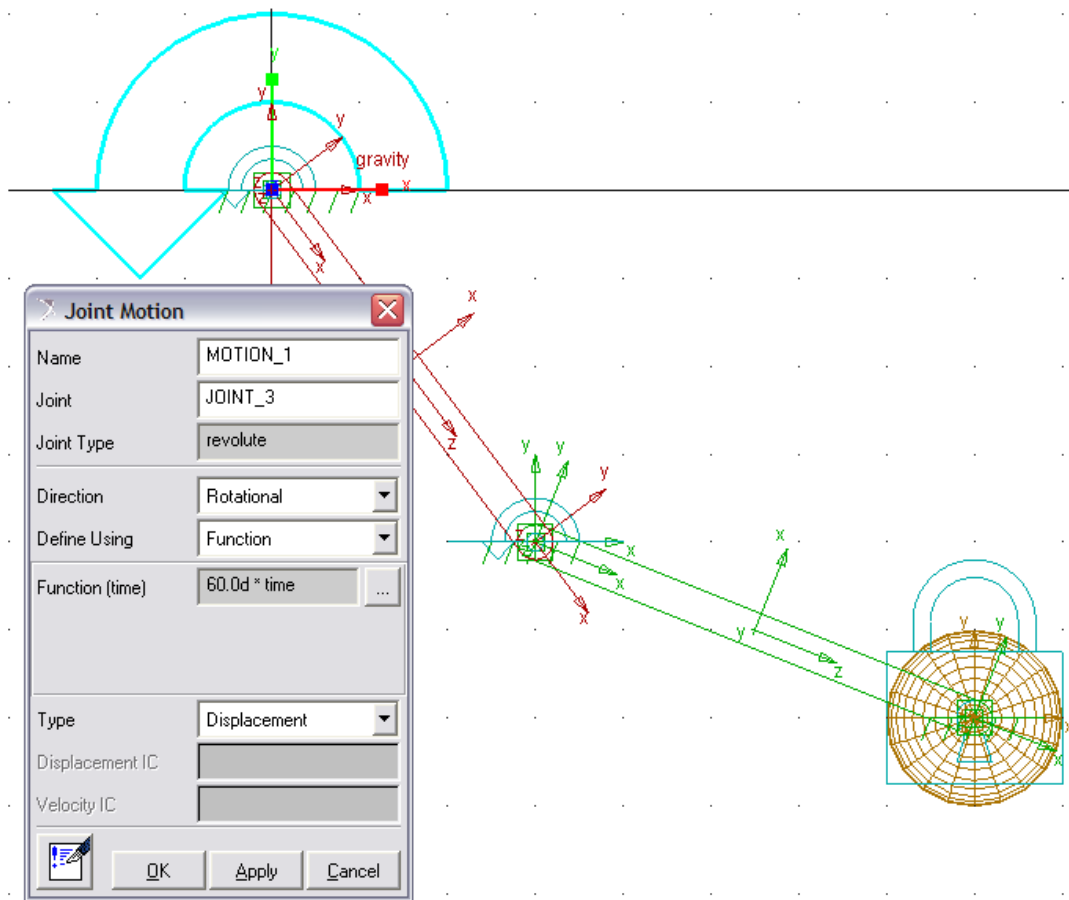 y
y
y
gravity
x
x
z
z
x
Joint Motion
x
Name MOTION_1
Joint JOINT_3
Joint Type revolute
z
y
y
y
Direction Rotational
Define Using Function
x
x
x
Function (time) 60.0d * time ...
x
y
y
y
z
Type Displacement
x
x
Displacement IC
Velocity IC
OK Apply Cancel